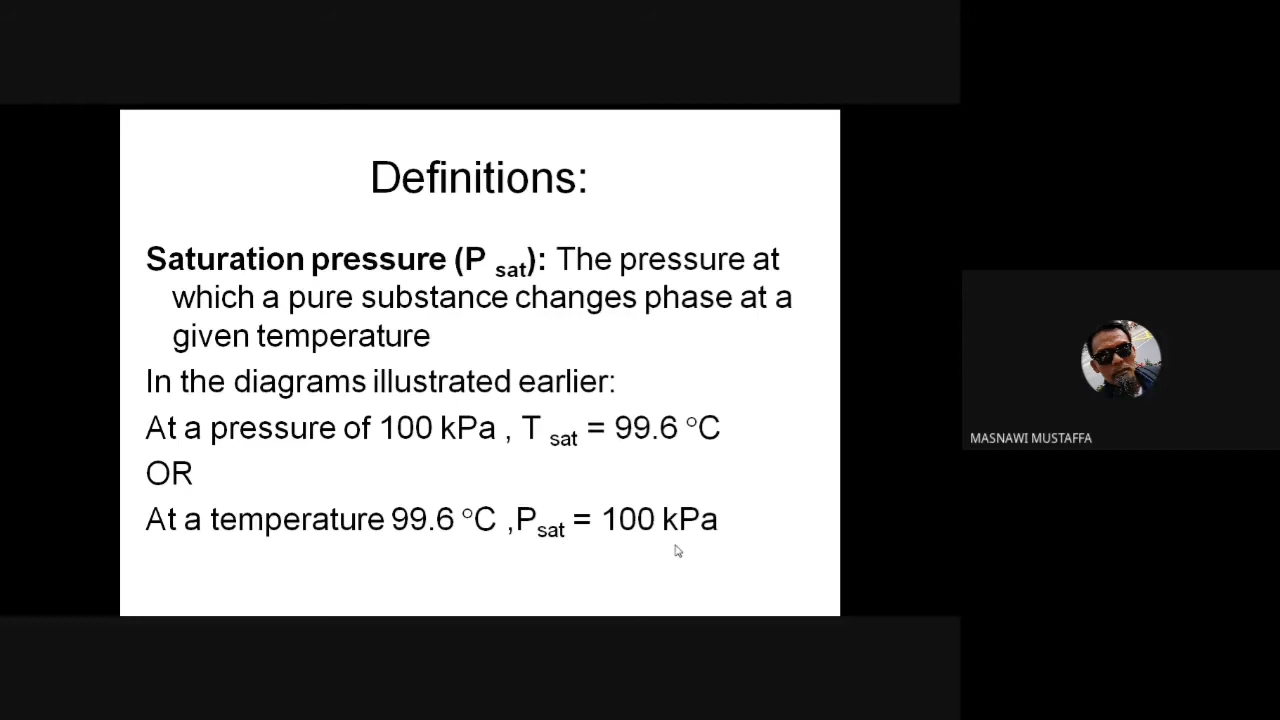 Definitions:
Saturation pressure (P sat): The pressure at
which a pure substance changes phase at a
given temperature
In the diagrams illustrated earlier:
At a pressure of 100 kPa , T sat = 99.6 °C
OR
At a temperature 99.6 °C ,Psat = 100 kPa
MASNAWI MUSTAFFA